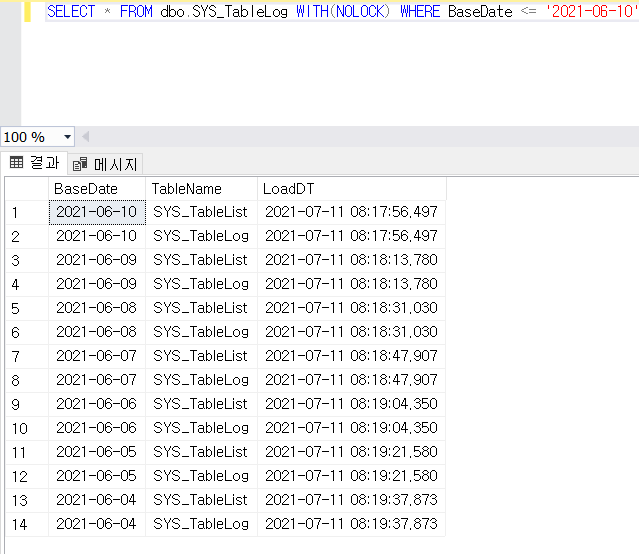 SELECT * FROM dbo.SYS_TableLog WITH(NOLOCK) WHERE BaseDate <= '2021-06-10'
100 %
결과 메시지
BaseDate TableName LoadDT
1 2021-06-10 SYS_TableList 2021-07-11 08:17:56,497
2 2021-06-10 SYS_TableLog 2021-07-11 08:17:56,497
3 2021-06-09 SYS_TableList 2021-07-11 08:18:13,780
4 2021-06-09 SYS_TableLog 2021-07-11 08:18:13,780
5 2021-06-08 SYS_TableList 2021-07-11 08:18:31,030
6 2021-06-08 SYS_TableLog 2021-07-11 08:18:31,030
7 2021-06-07 SYS_TableList 2021-07-11 08:18:47,907
8 2021-06-07 SYS_TableLog 2021-07-11 08:18:47,907
9 2021-06-06 SYS_TableList 2021-07-11 08:19:04,350
10 2021-06-06 SYS_TableLog 2021-07-11 08:19:04,350
11 2021-06-05 SYS_TableList 2021-07-11 08:19:21,580
12 2021-06-05 SYS_TableLog 2021-07-11 08:19:21,580
13 2021-06-04 SYS_TableList 2021-07-11 08:19:37,873
14 2021-06-04 SYS_TableLog 2021-07-11 08:19:37,873